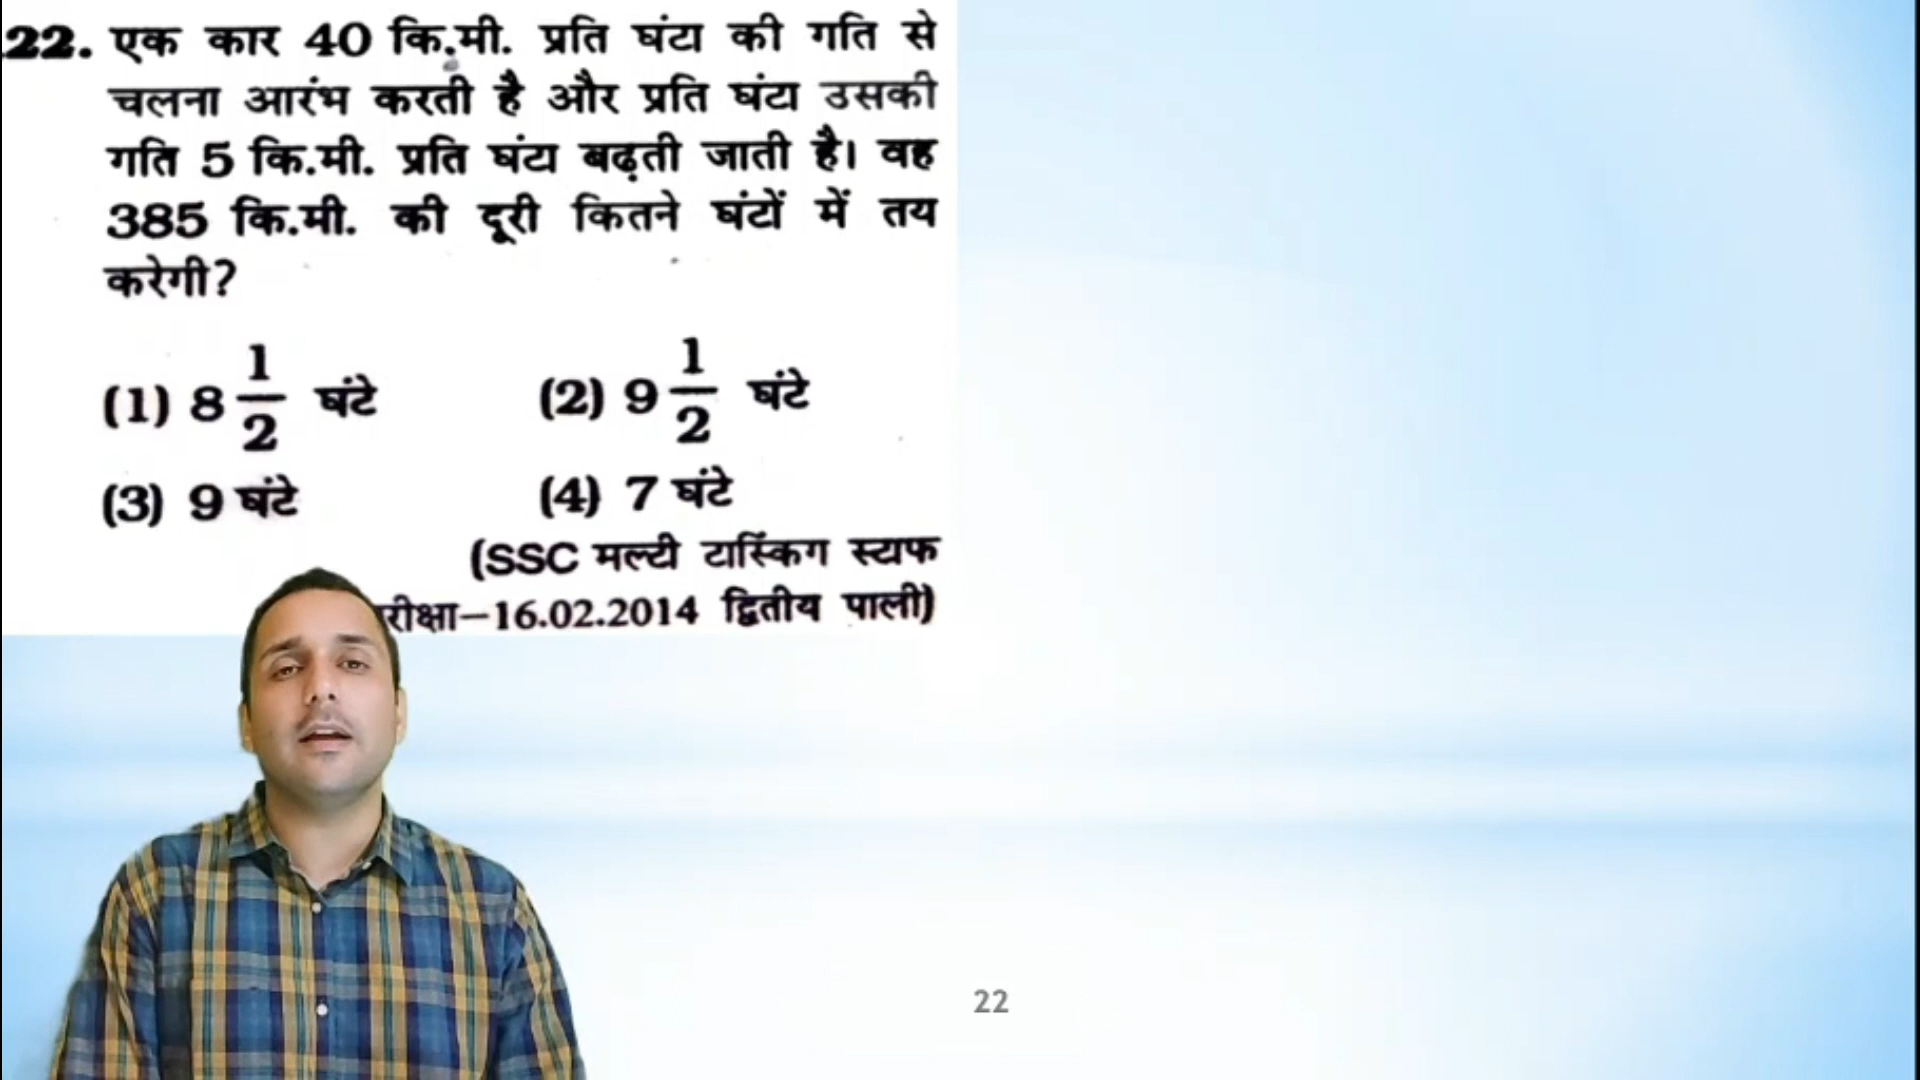 22. एक कार 40 कि.मी. प्रति घंटा की गति से
चलना आरंभ करती है और प्रति घंटा उसकी
गति 5 कि.मी. प्रति घंटा बढ़ती जाती है। वह
385 कि.मी. की दूरी कितने घंटों में तय
करेगी?
(1) 8 1/2 घंटे (2) 9 1/2 घंटे
(3) 9 घंटे (4) 7 घंटे
(SSC मल्टी टास्किंग स्टाफ
रीक्षा–16.02.2014 द्वितीय पाली)
22